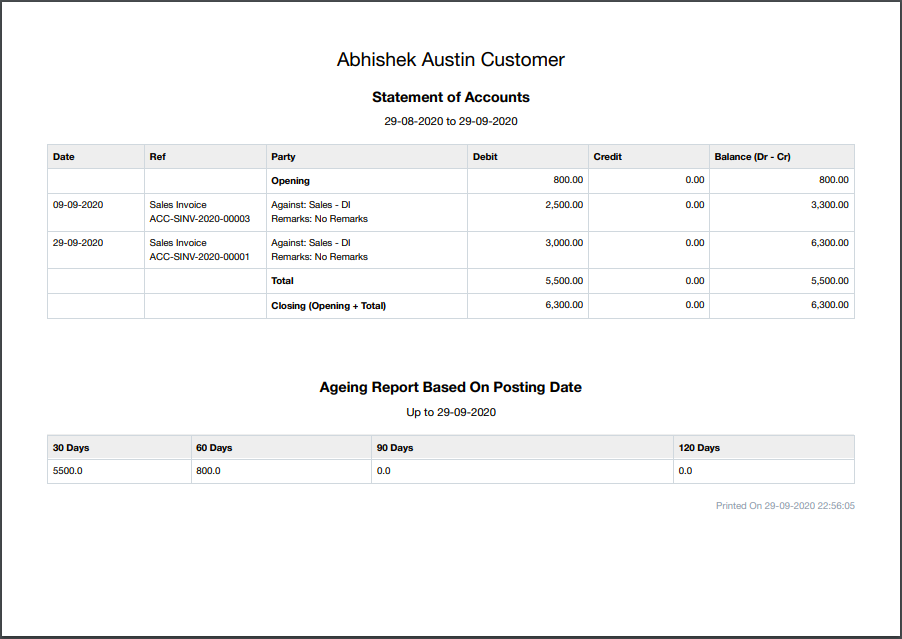 Abhishek Austin Customer
Statement of Accounts
29-08-2020 to 29-09-2020
Date Ref Party Debit Credit Balance (Dr - Cr)
Opening 800.00 0.00 800.00
09-09-2020 Sales Invoice Against: Sales - DI 2,500.00 0.00 3,300.00
ACC-SINV-2020-00003 Remarks: No Remarks
29-09-2020 Sales Invoice Against: Sales - DI 3,000.00 0.00 6,300.00
ACC-SINV-2020-00001 Remarks: No Remarks
Total 5,500.00 0.00 5,500.00
Closing (Opening + Total) 6,300.00 0.00 6,300.00
Ageing Report Based On Posting Date
Up to 29-09-2020
30 Days 60 Days 90 Days 120 Days
5500.0 800.0 0.0 0.0
Printed On 29-09-2020 22:56:05